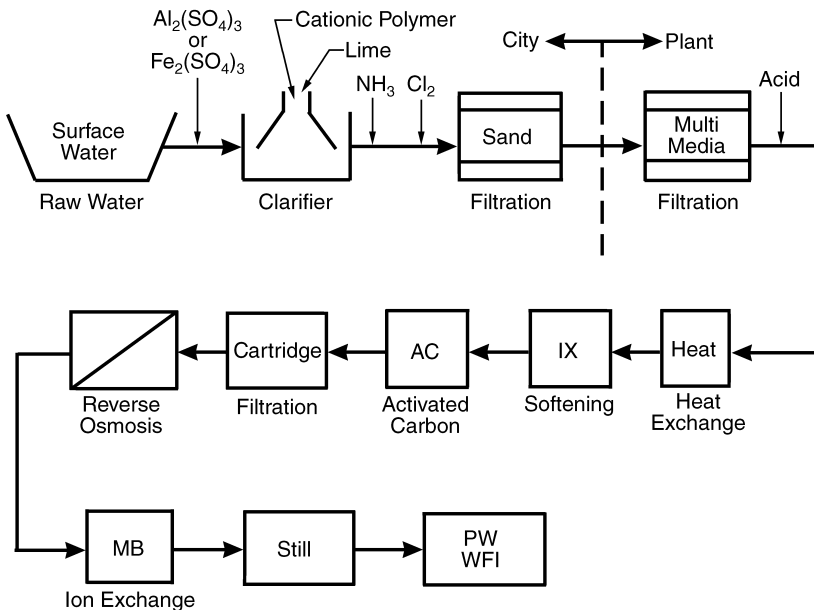 Al₂(SO₄)₃
or
Fe₂(SO₄)₃
Cationic Polymer
Lime
NH₃
Cl₂
City
Plant
Acid
Surface
Water
Sand
Multi
Media
Raw Water
Clarifier
Filtration
Filtration
Cartridge
AC
IX
Heat
Reverse
Osmosis
Filtration
Activated
Carbon
Softening
Heat
Exchange
MB
Still
PW
WFI
Ion Exchange